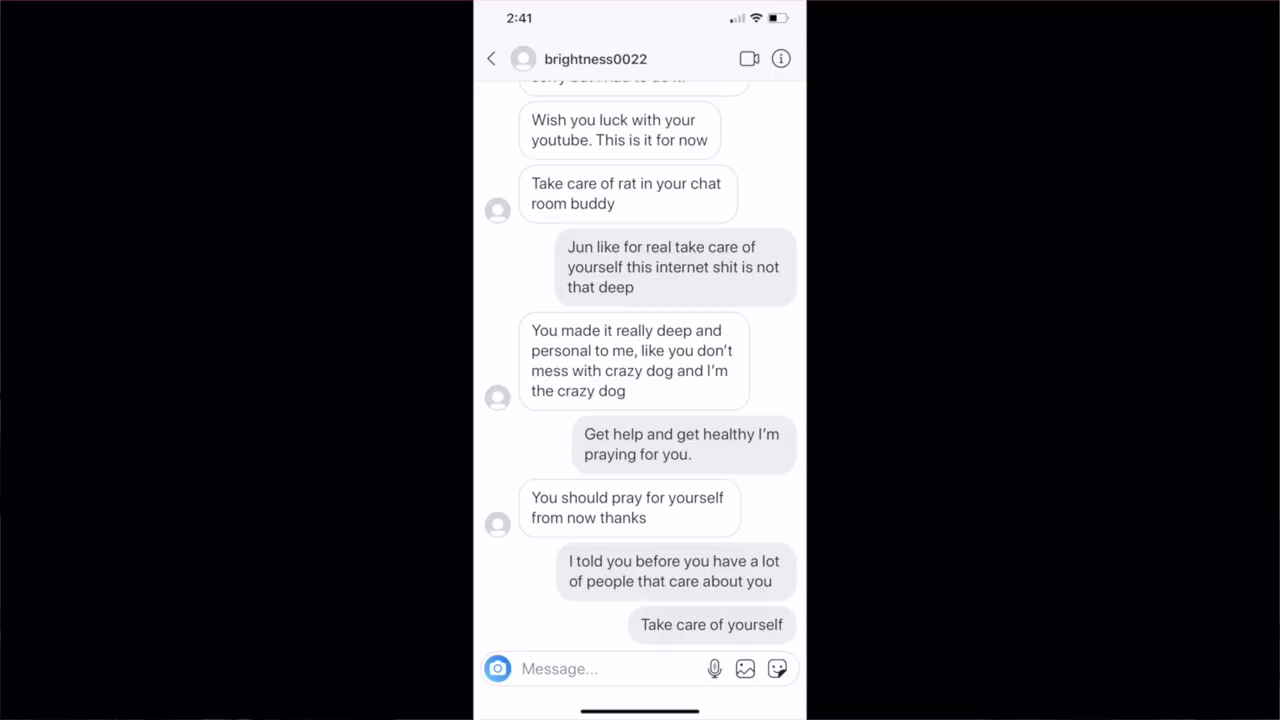 2:41
brightness0022
Wish you luck with your
youtube. This is it for now
Take care of rat in your chat
room buddy
Jun like for real take care of
yourself this internet shit is not
that deep
You made it really deep and
personal to me, like you don't
mess with crazy dog and I'm
the crazy dog
Get help and get healthy I'm
praying for you.
You should pray for yourself
from now thanks
I told you before you have a lot
of people that care about you
Take care of yourself
Message...